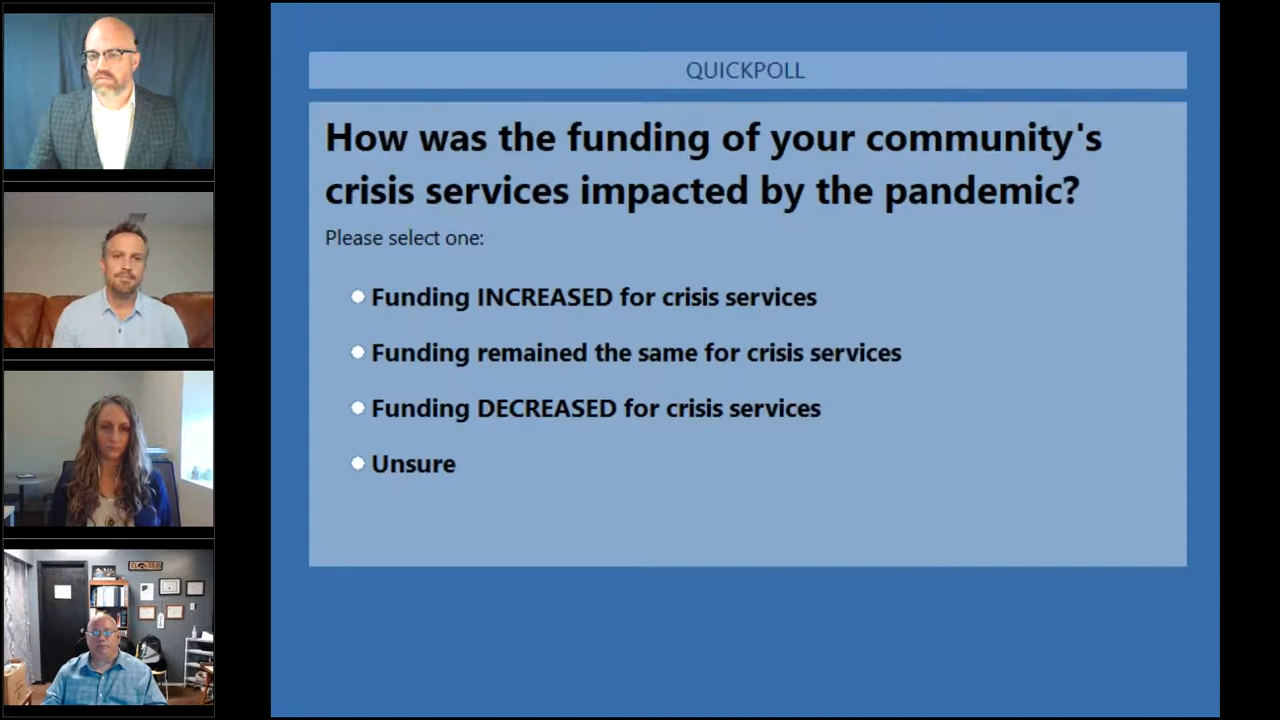 QUICKPOLL
How was the funding of your community's
crisis services impacted by the pandemic?
Please select one:
Funding INCREASED for crisis services
Funding remained the same for crisis services
Funding DECREASED for crisis services
Unsure